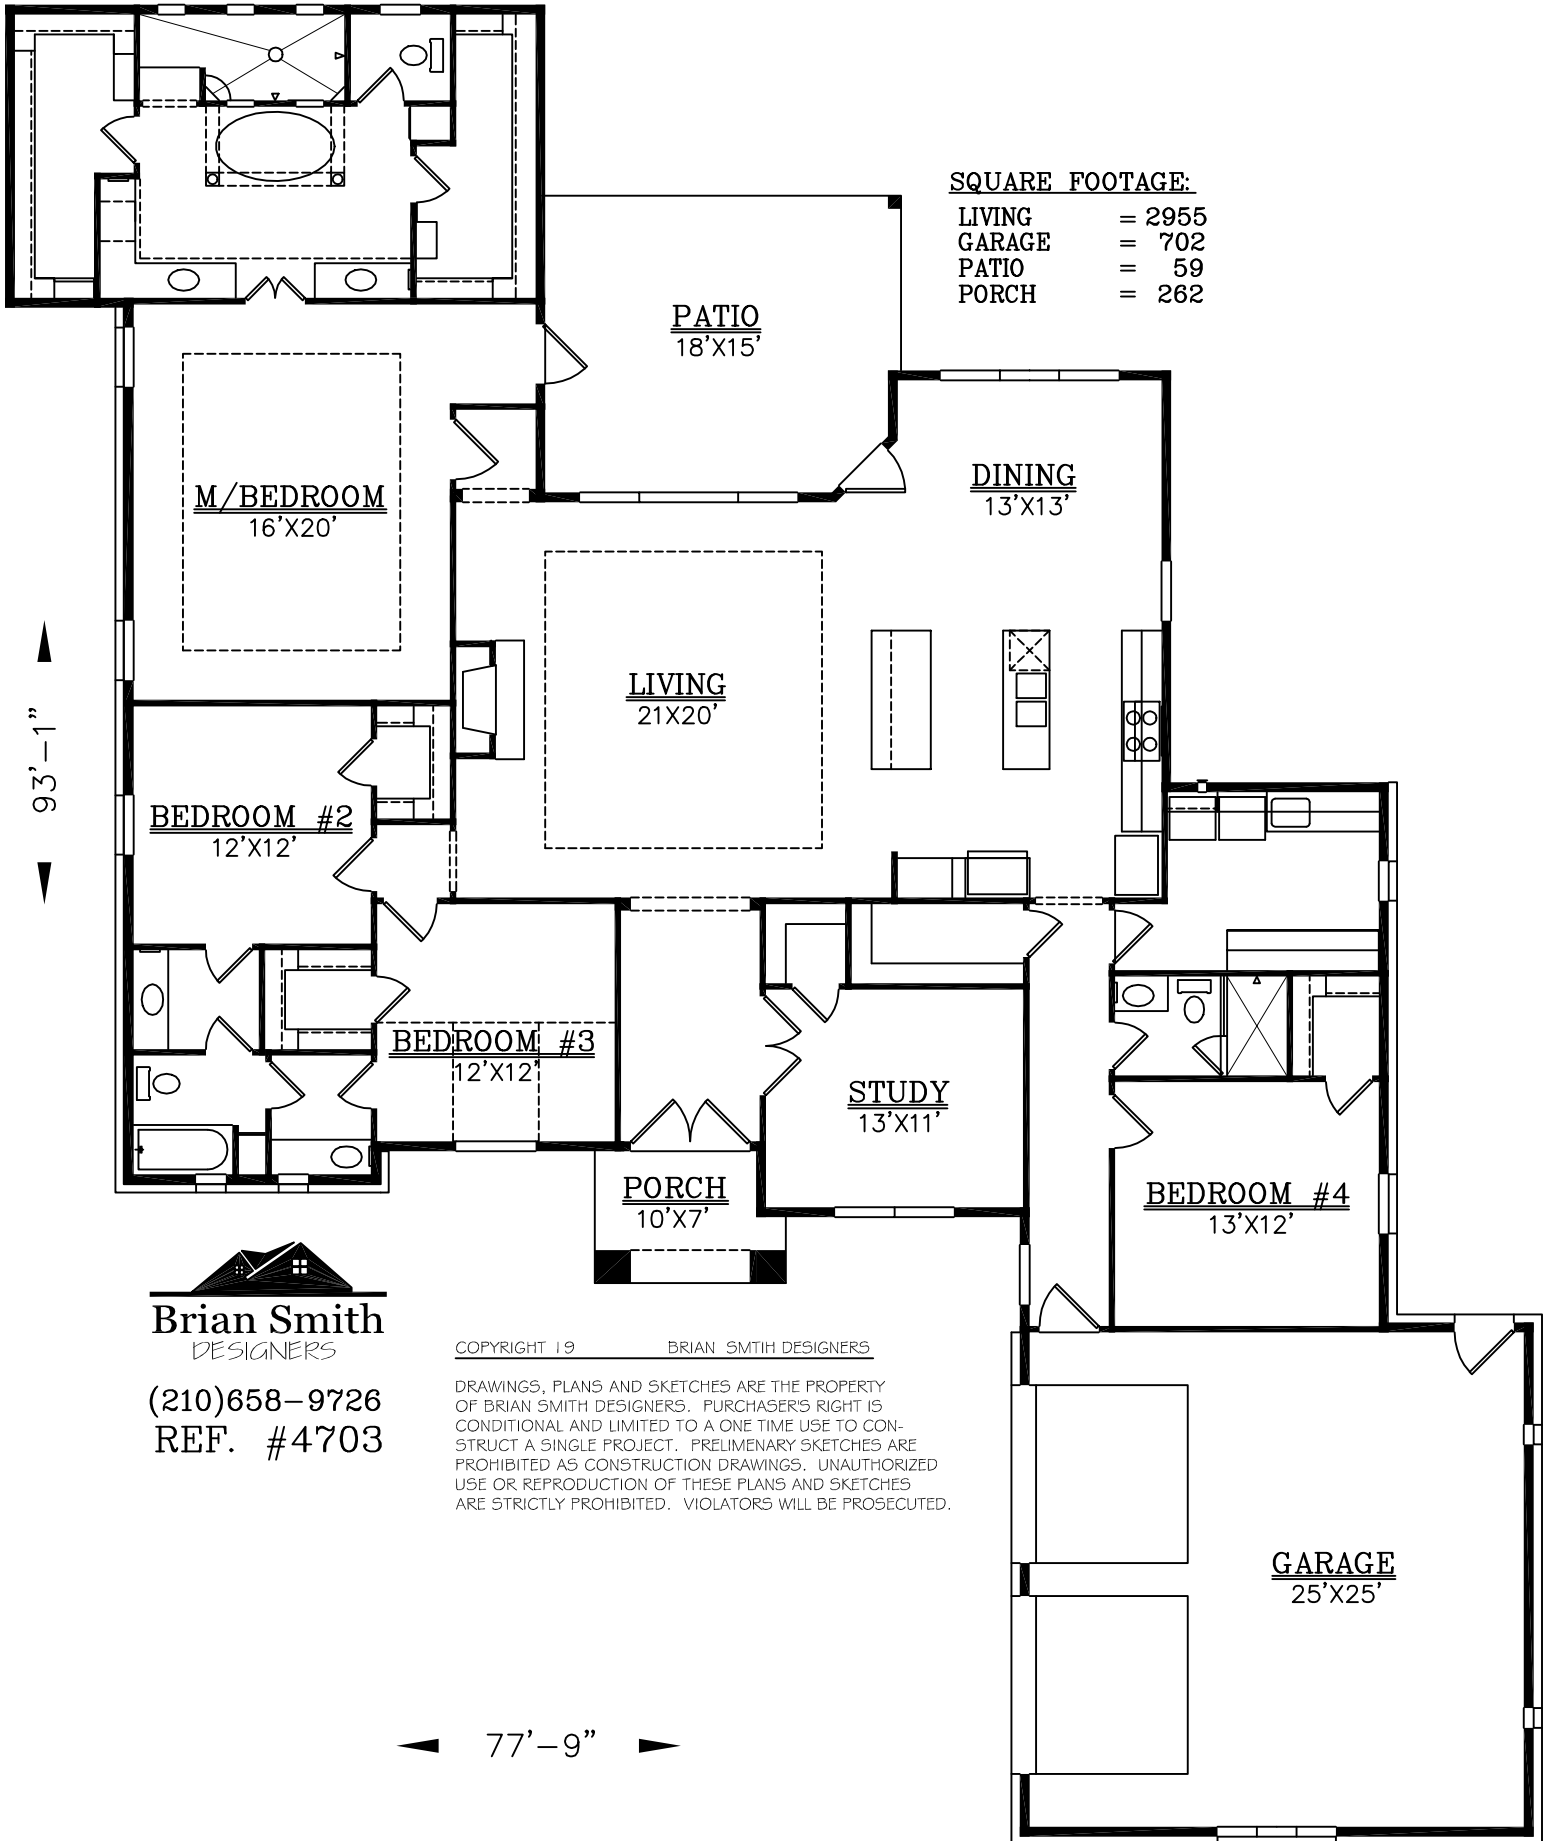 SQUARE FOOTAGE:
LIVING = 2955
GARAGE = 702
PATIO = 59
PORCH = 262
PATIO
18'X15'
DINING
13'X13'
M/BEDROOM
16'X20'
LIVING
21X20'
93'-1"
BEDROOM #2
12'X12'
BEDROOM #3
12'X12'
STUDY
13'X11'
PORCH
10'X7'
BEDROOM #4
13'X12'
Brian Smith
DESIGNERS
(210)658-9726
REF. #4703
COPYRIGHT 19 BRIAN SMTIH DESIGNERS
DRAWINGS, PLANS AND SKETCHES ARE THE PROPERTY
OF BRIAN SMITH DESIGNERS. PURCHASER'S RIGHT IS
CONDITIONAL AND LIMITED TO A ONE TIME USE TO CON-
STRUCT A SINGLE PROJECT. PRELIMENARY SKETCHES ARE
PROHIBITED AS CONSTRUCTION DRAWINGS. UNAUTHORIZED
USE OR REPRODUCTION OF THESE PLANS AND SKETCHES
ARE STRICTLY PROHIBITED. VIOLATORS WILL BE PROSECUTED.
GARAGE
25'X25'
77'-9"